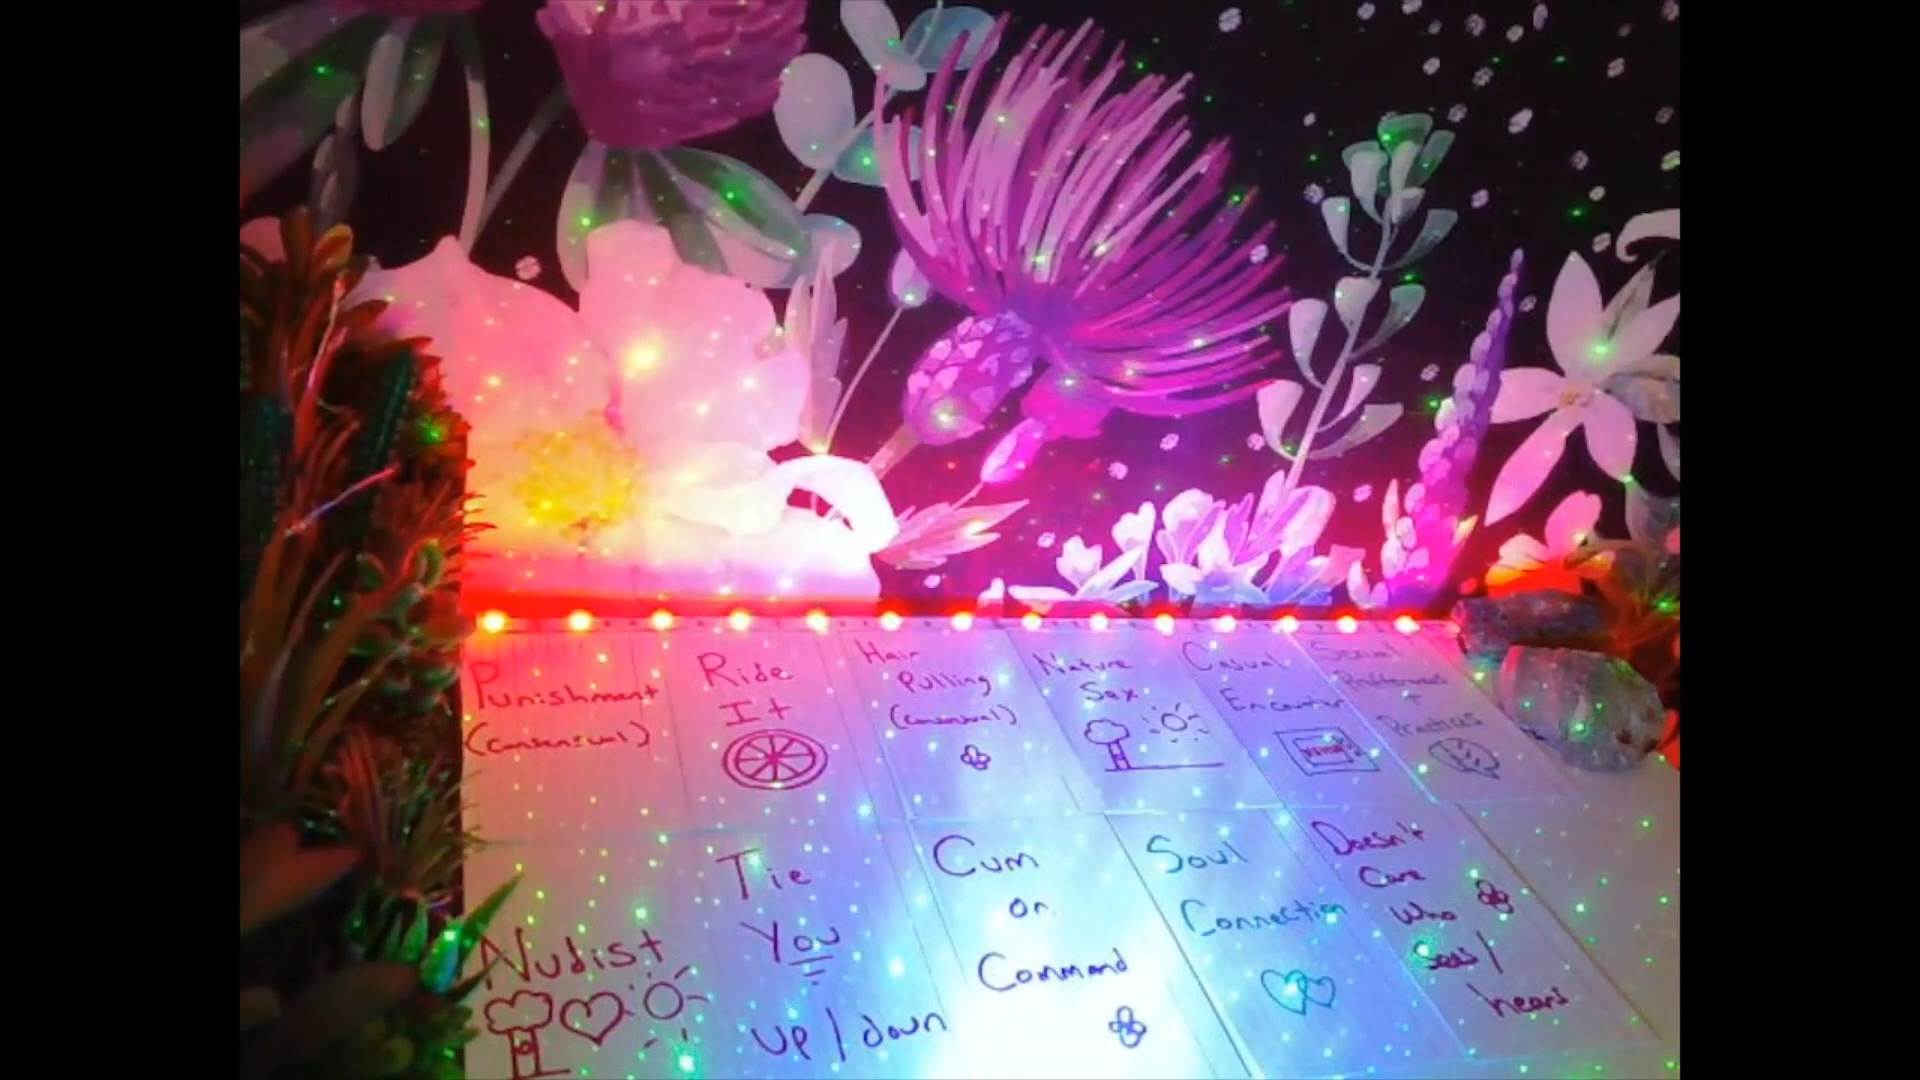 Punishment
(consensual)
Ride
It
Hair
Pulling
(consensual)
Nature
Sex
Casual
Encounter
Sexual
Preferences
+
Practices
Nudist
Tie
You
up / down
Cum
on
Command
Soul
Connection
Doesn't
Care
Who
Sees /
hears